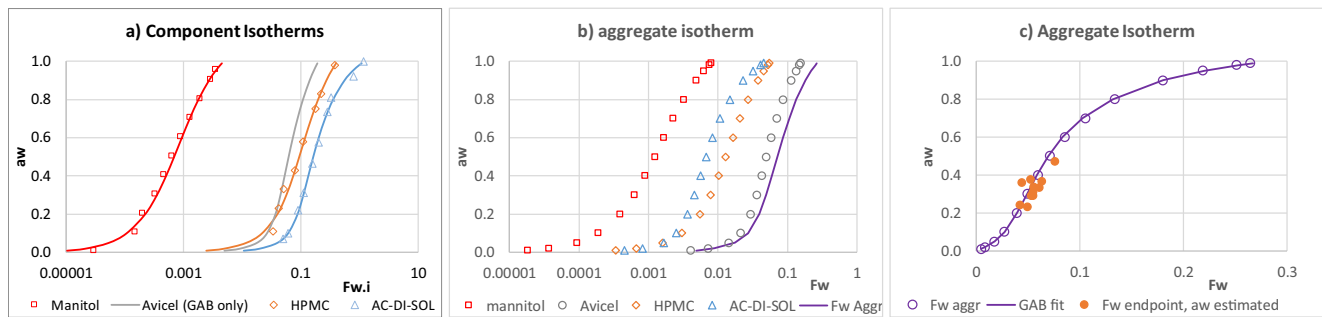 a) Component Isotherms
aw
1.0
0.8
0.6
0.4
0.2
0.0
0.00001
0.001
0.1
10
Fw.i
Manitol
Avicel (GAB only)
HPMC
AC-DI-SOL
b) aggregate isotherm
aw
1.0
0.8
0.6
0.4
0.2
0.0
0.00001
0.0001
0.001
0.01
0.1
1
Fw
mannitol
Avicel
HPMC
AC-DI-SOL
Fw Aggr
c) Aggregate Isotherm
aw
1.0
0.8
0.6
0.4
0.2
0.0
0
0.1
0.2
0.3
Fw
Fw aggr
GAB fit
Fw endpoint, aw estimated